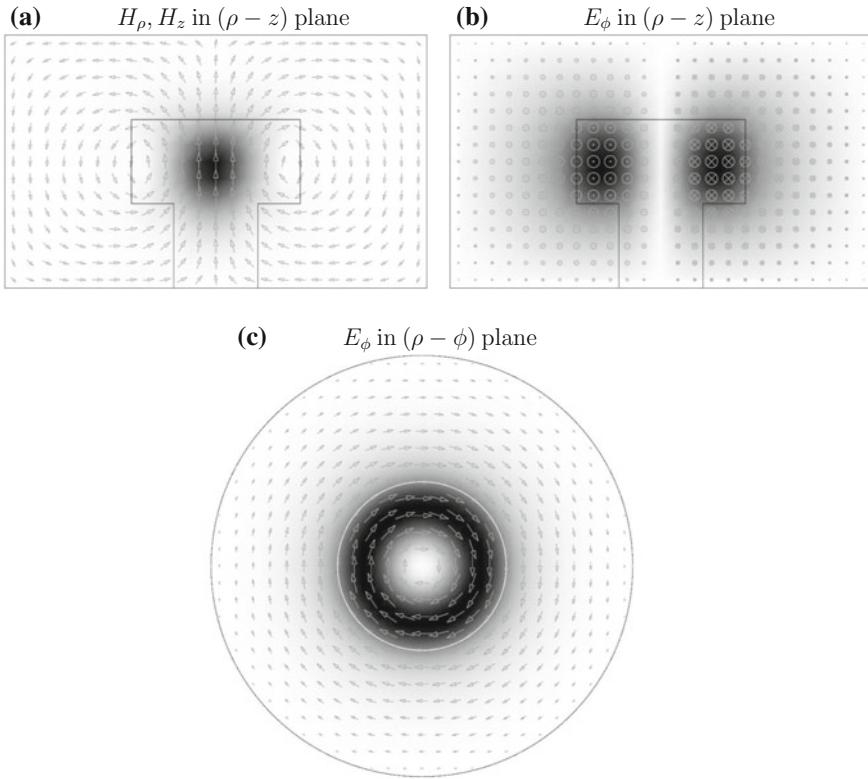 (a) H_ρ, H_z in (ρ − z) plane
(b) E_ϕ in (ρ − z) plane
(c) E_ϕ in (ρ − ϕ) plane